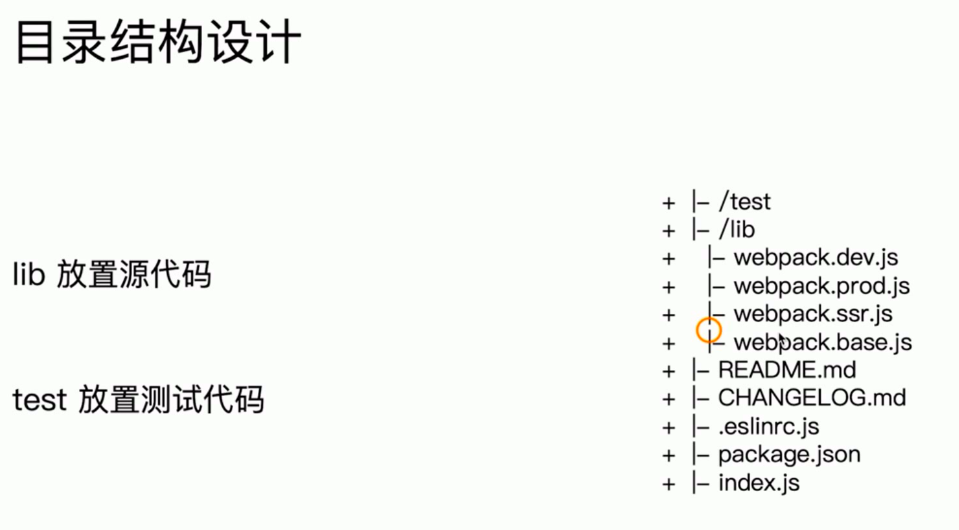 目录结构设计
lib 放置源代码
test 放置测试代码
+ |- /test
+ |- /lib
+ |- webpack.dev.js
+ |- webpack.prod.js
+ |- webpack.ssr.js
+ |- webpack.base.js
+ |- README.md
+ |- CHANGELOG.md
+ |- .eslinrc.js
+ |- package.json
+ |- index.js